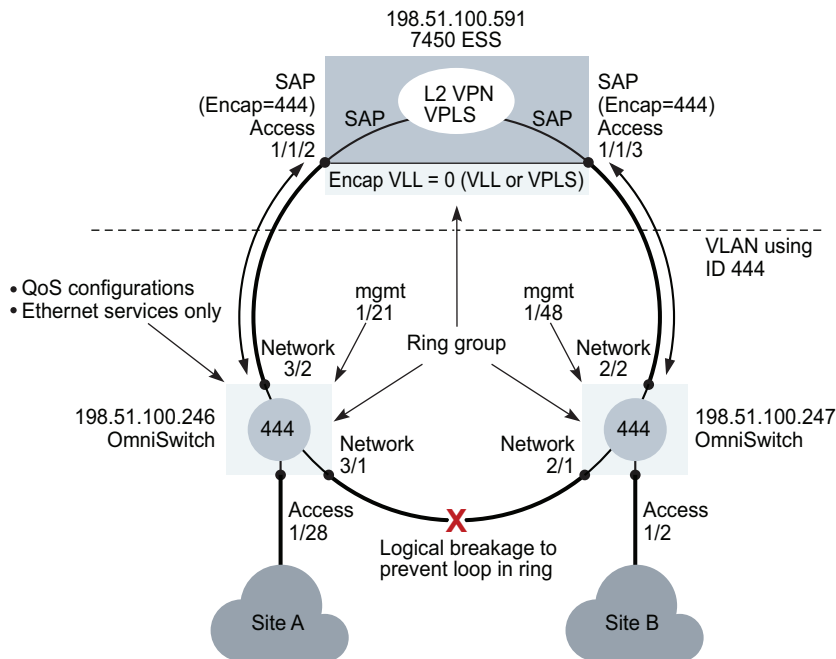 198.51.100.591
7450 ESS
SAP
(Encap=444)
Access
1/1/2
SAP
L2 VPN
VPLS
SAP
SAP
(Encap=444)
Access
1/1/3
Encap VLL = 0 (VLL or VPLS)
VLAN using
ID 444
• QoS configurations
• Ethernet services only
mgmt
1/21
mgmt
1/48
Ring group
Network
3/2
Network
2/2
198.51.100.246
OmniSwitch
444
444
198.51.100.247
OmniSwitch
Network
3/1
Network
2/1
Access
1/28
X
Access
1/2
Logical breakage to
prevent loop in ring
Site A
Site B